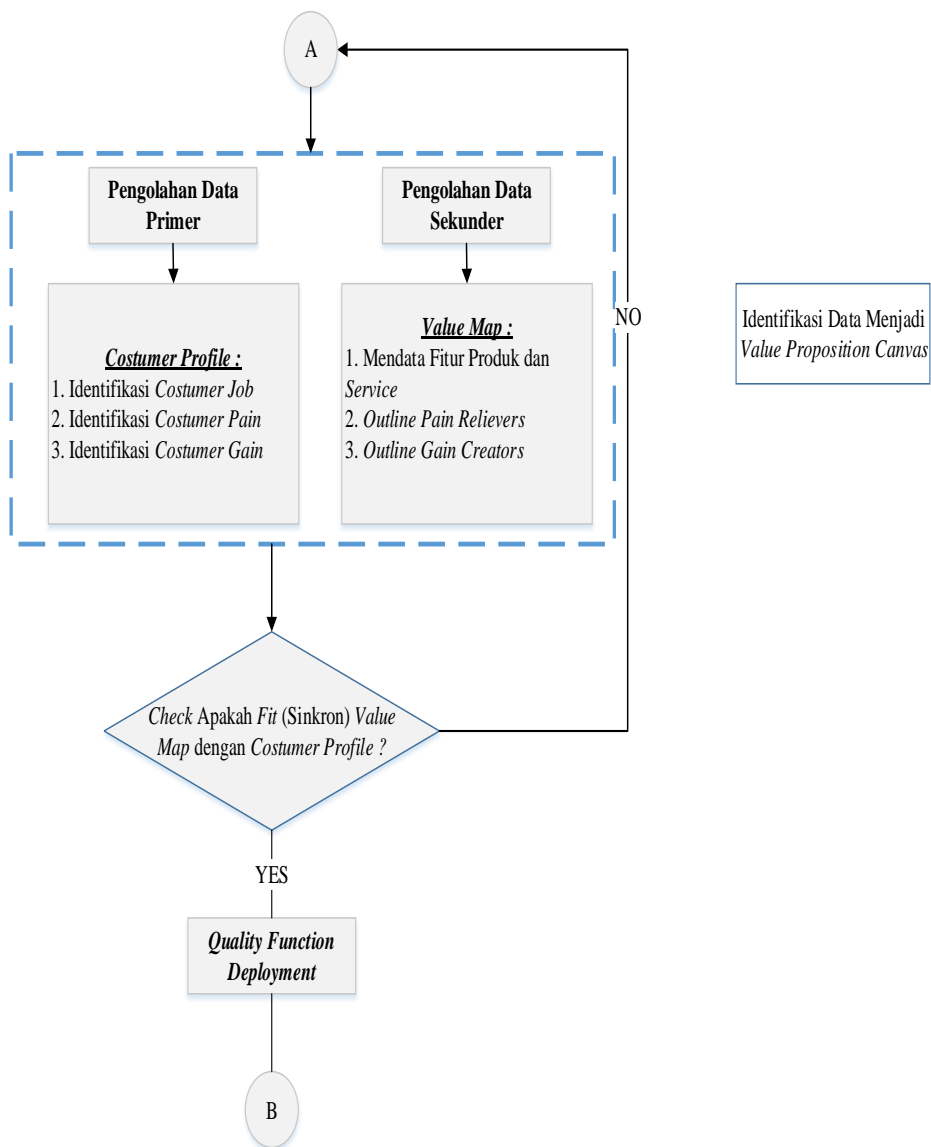 A
Pengolahan Data
Primer
Pengolahan Data
Sekunder
Costumer Profile :
1. Identifikasi Costumer Job
2. Identifikasi Costumer Pain
3. Identifikasi Costumer Gain
Value Map :
1. Mendata Fitur Produk dan
Service
2. Outline Pain Relievers
3. Outline Gain Creators
NO
Identifikasi Data Menjadi
Value Proposition Canvas
Check Apakah Fit (Sinkron) Value
Map dengan Costumer Profile ?
YES
Quality Function
Deployment
B